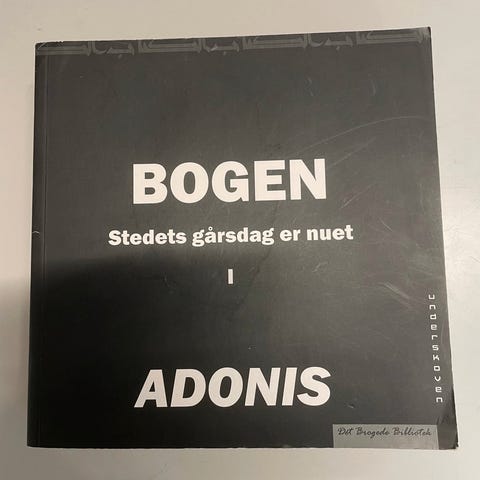 BOGEN
Stedets gårsdag er nuet
I
ADONIS
underskoven
Det Brogede Bibliotek